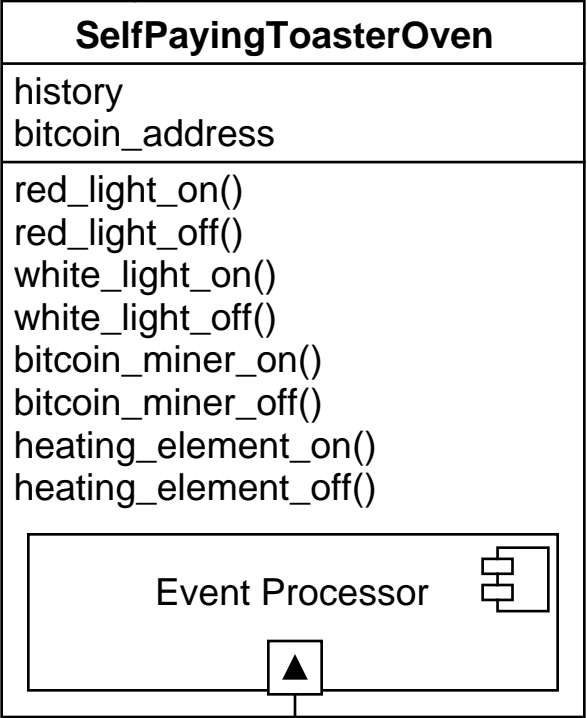 SelfPayingToasterOven
history
bitcoin_address
red_light_on()
red_light_off()
white_light_on()
white_light_off()
bitcoin_miner_on()
bitcoin_miner_off()
heating_element_on()
heating_element_off()
Event Processor